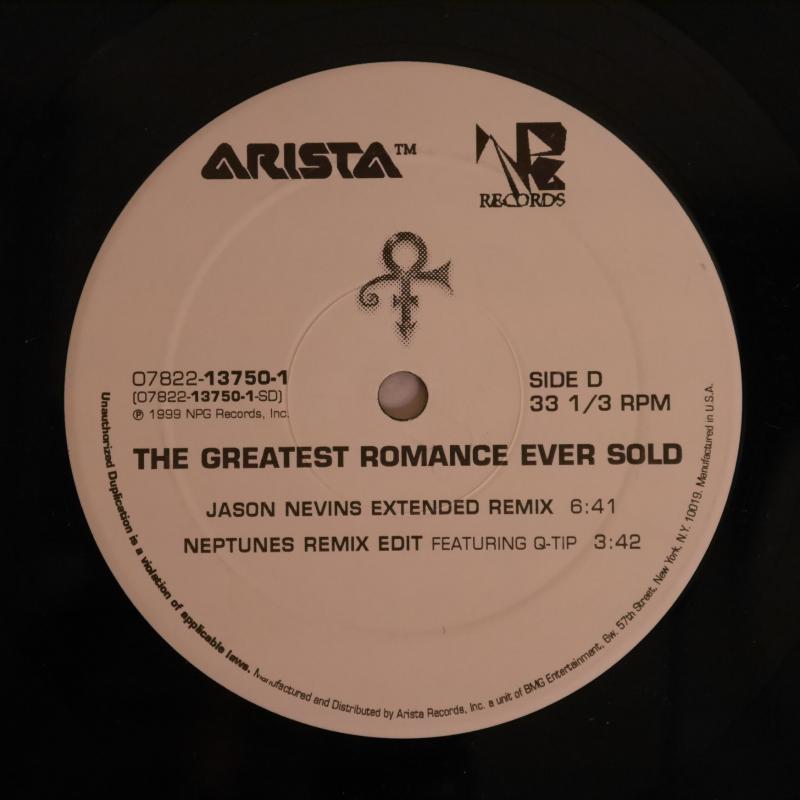 ARISTA™
NPG
RECORDS
07822-13750-1
(07822-13750-1-SD)
℗ 1999 NPG Records, Inc.
SIDE D
33 1/3 RPM
THE GREATEST ROMANCE EVER SOLD
JASON NEVINS EXTENDED REMIX 6:41
NEPTUNES REMIX EDIT FEATURING Q-TIP 3:42
Unauthorized Duplication is a violation of applicable laws. Manufactured and Distributed by Arista Records, Inc. a unit of BMG Entertainment, 6w. 57th Street, New York, N.Y. 10019. Manufactured in U.S.A.